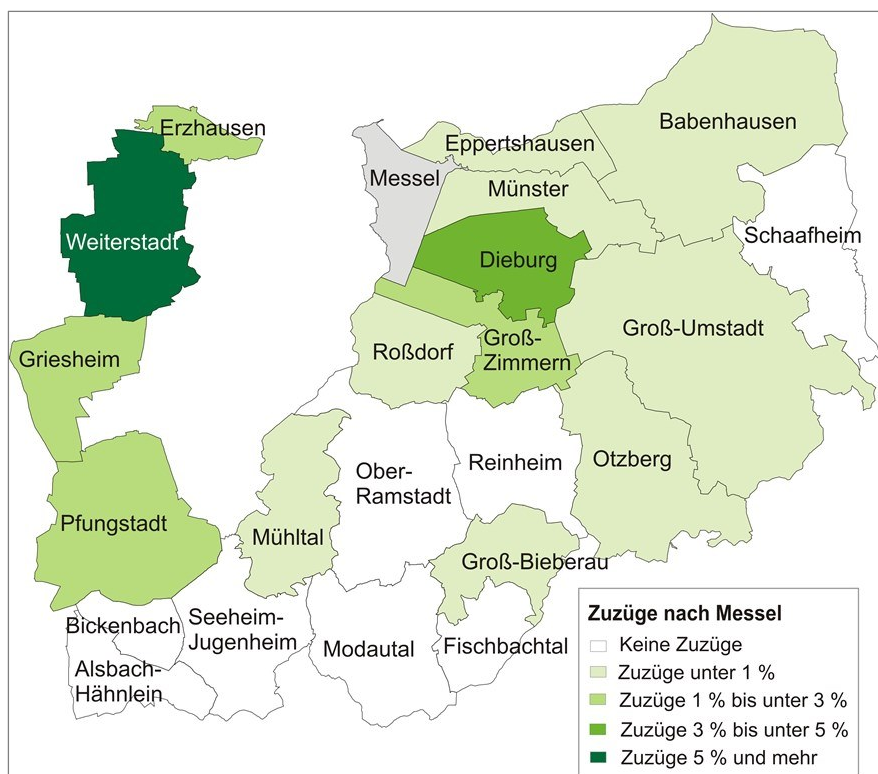 Erzhausen
Babenhausen
Eppertshausen
Messel
Münster
Weiterstadt
Schaafheim
Dieburg
Groß-Umstadt
Griesheim
Roßdorf
Groß-
Zimmern
Ober-
Ramstadt
Reinheim
Otzberg
Pfungstadt
Mühltal
Groß-Bieberau
Bickenbach
Seeheim-
Jugenheim
Modautal
Fischbachtal
Alsbach-
Hähnlein
Zuzüge nach Messel
Keine Zuzüge
Zuzüge unter 1 %
Zuzüge 1 % bis unter 3 %
Zuzüge 3 % bis unter 5 %
Zuzüge 5 % und mehr